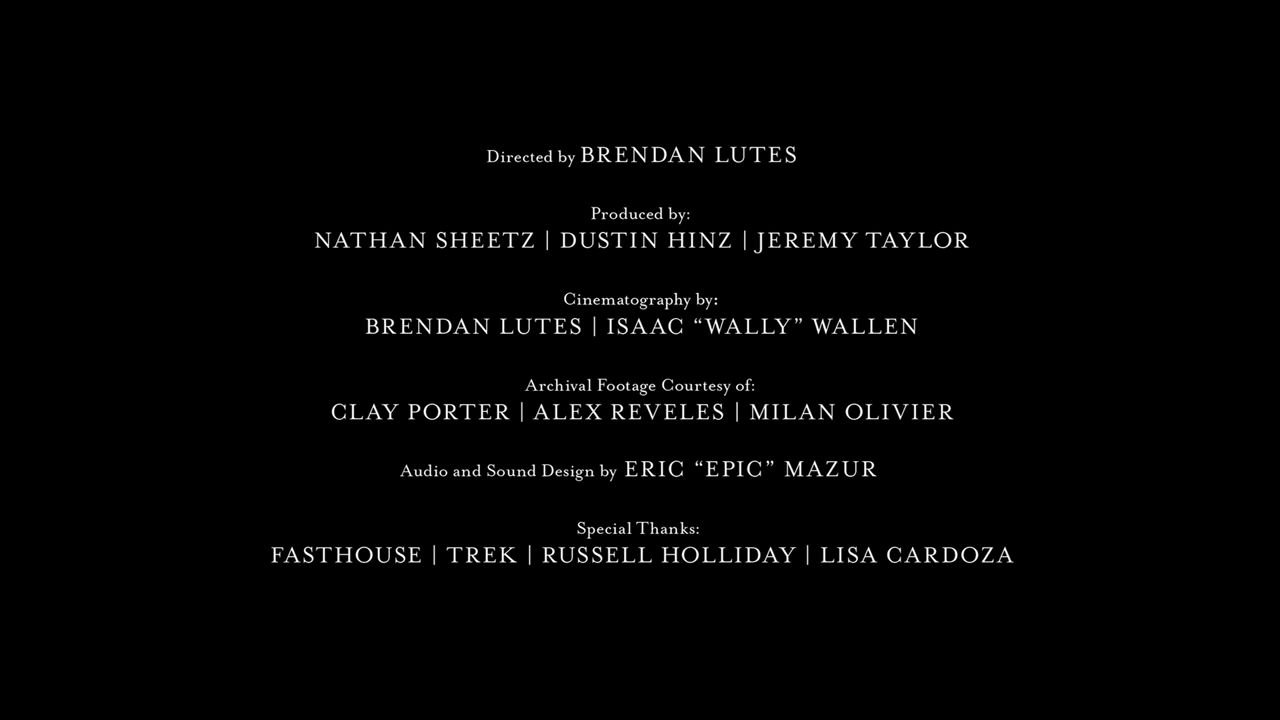 Directed by BRENDAN LUTES
Produced by:
NATHAN SHEETZ | DUSTIN HINZ | JEREMY TAYLOR
Cinematography by:
BRENDAN LUTES | ISAAC “WALLY” WALLEN
Archival Footage Courtesy of:
CLAY PORTER | ALEX REVELES | MILAN OLIVIER
Audio and Sound Design by ERIC “EPIC” MAZUR
Special Thanks:
FASTHOUSE | TREK | RUSSELL HOLLIDAY | LISA CARDOZA